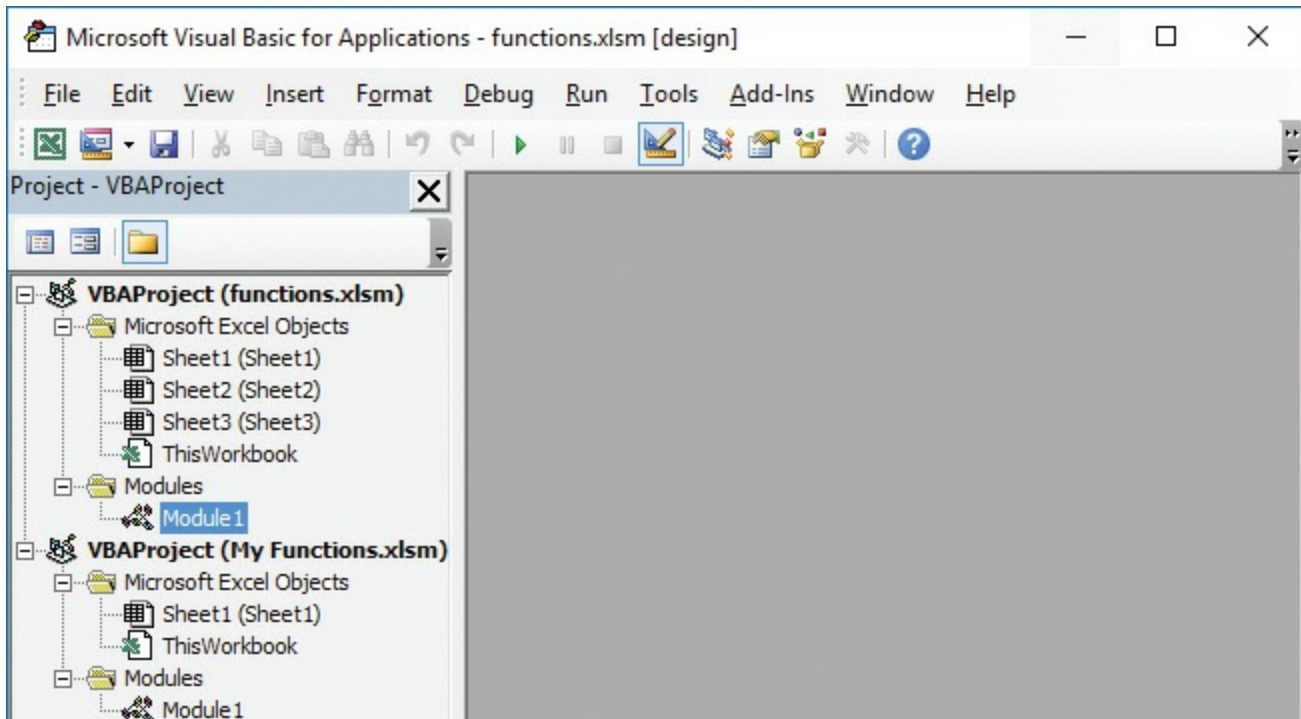 Microsoft Visual Basic for Applications - functions.xlsm [design]
File Edit View Insert Format Debug Run Tools Add-Ins Window Help
Project - VBAProject
VBAProject (functions.xlsm)
Microsoft Excel Objects
Sheet1 (Sheet1)
Sheet2 (Sheet2)
Sheet3 (Sheet3)
ThisWorkbook
Modules
Module1
VBAProject (My Functions.xlsm)
Microsoft Excel Objects
Sheet1 (Sheet1)
ThisWorkbook
Modules
Module1